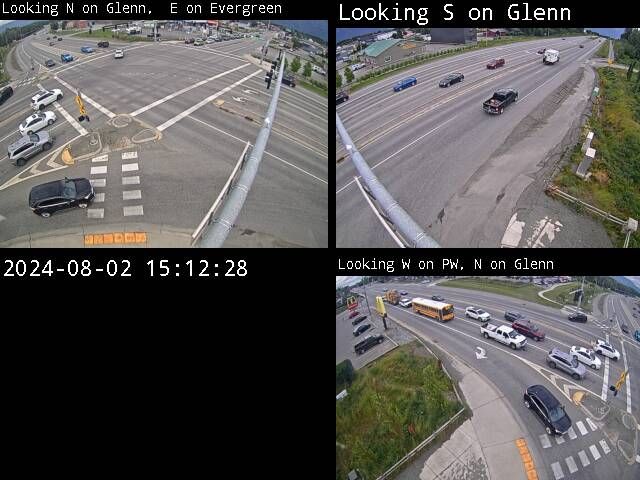 Looking N on Glenn, E on Evergreen
Looking S on Glenn
2024-08-02 15:12:28
Looking W on PW, N on Glenn